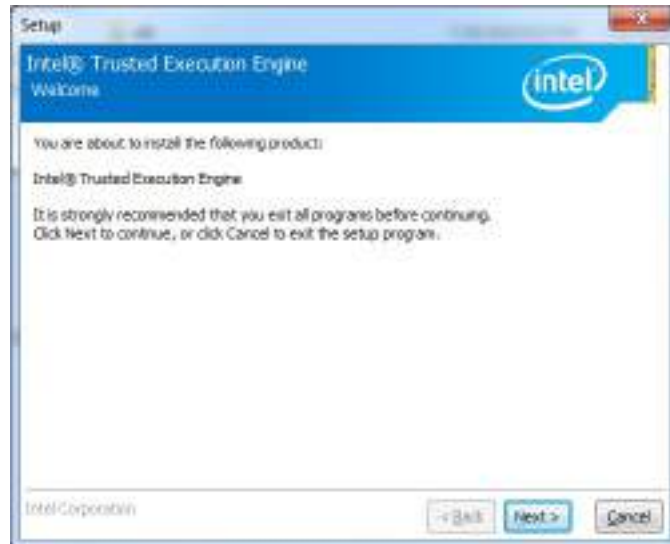 Setup
Intel® Trusted Execution Engine
Welcome
intel
You are about to install the following product:
Intel® Trusted Execution Engine
It is strongly recommended that you exit all programs before continuing.
Click Next to continue, or click Cancel to exit the setup program.
Intel Corporation
< Back
Next >
Cancel